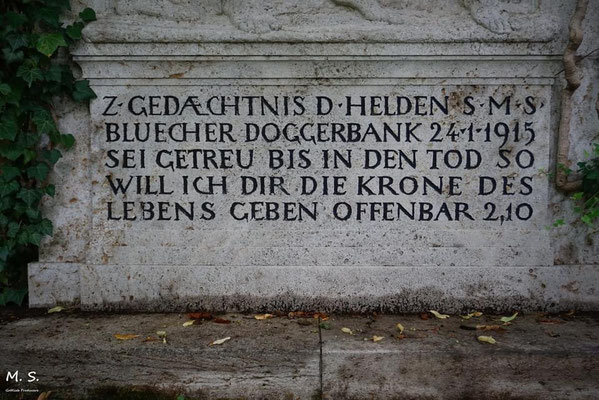 Z·GEDÆCHTNIS D·HELDEN S·M·S·
BLUECHER DOGGERBANK 24·1·1915
SEI GETREU BIS IN DEN TOD SO
WILL ICH DIR DIE KRONE DES
LEBENS GEBEN OFFENBAR 2,10
M. S.